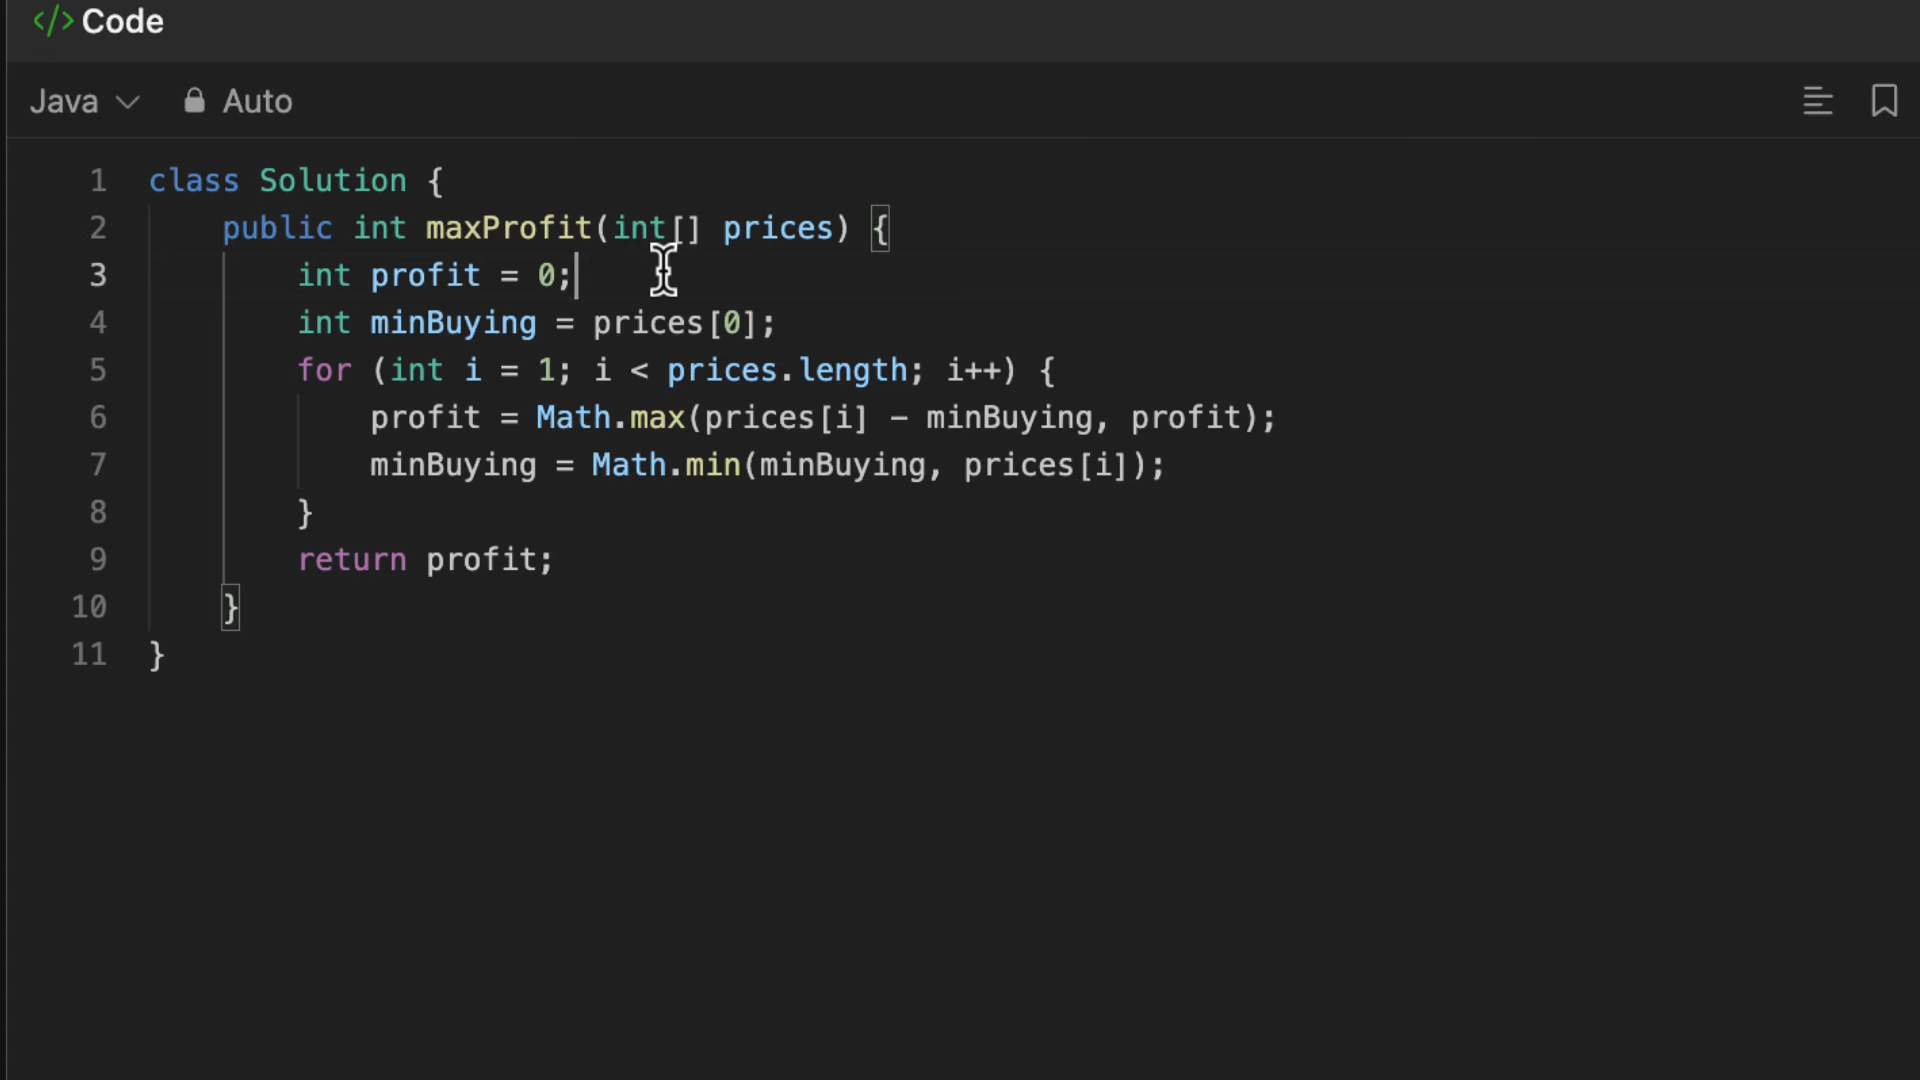 </> Code
Java Auto
1 class Solution {
2 public int maxProfit(int[] prices) {
3 int profit = 0;
4 int minBuying = prices[0];
5 for (int i = 1; i < prices.length; i++) {
6 profit = Math.max(prices[i] - minBuying, profit);
7 minBuying = Math.min(minBuying, prices[i]);
8 }
9 return profit;
10 }
11 }